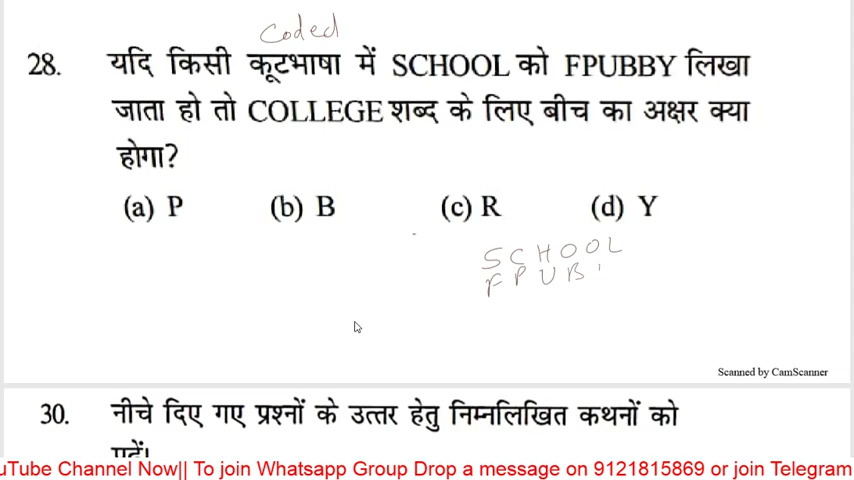 coded
28. यदि किसी कूटभाषा में SCHOOL को FPUBBY लिखा
जाता हो तो COLLEGE शब्द के लिए बीच का अक्षर क्या
होगा?
(a) P (b) B (c) R (d) Y
SCHOOL
FPUB
Scanned by CamScanner
30. नीचे दिए गए प्रश्नों के उत्तर हेतु निम्नलिखित कथनों को
पढ़ें।
uTube Channel Now|| To join Whatsapp Group Drop a message on 9121815869 or join Telegram